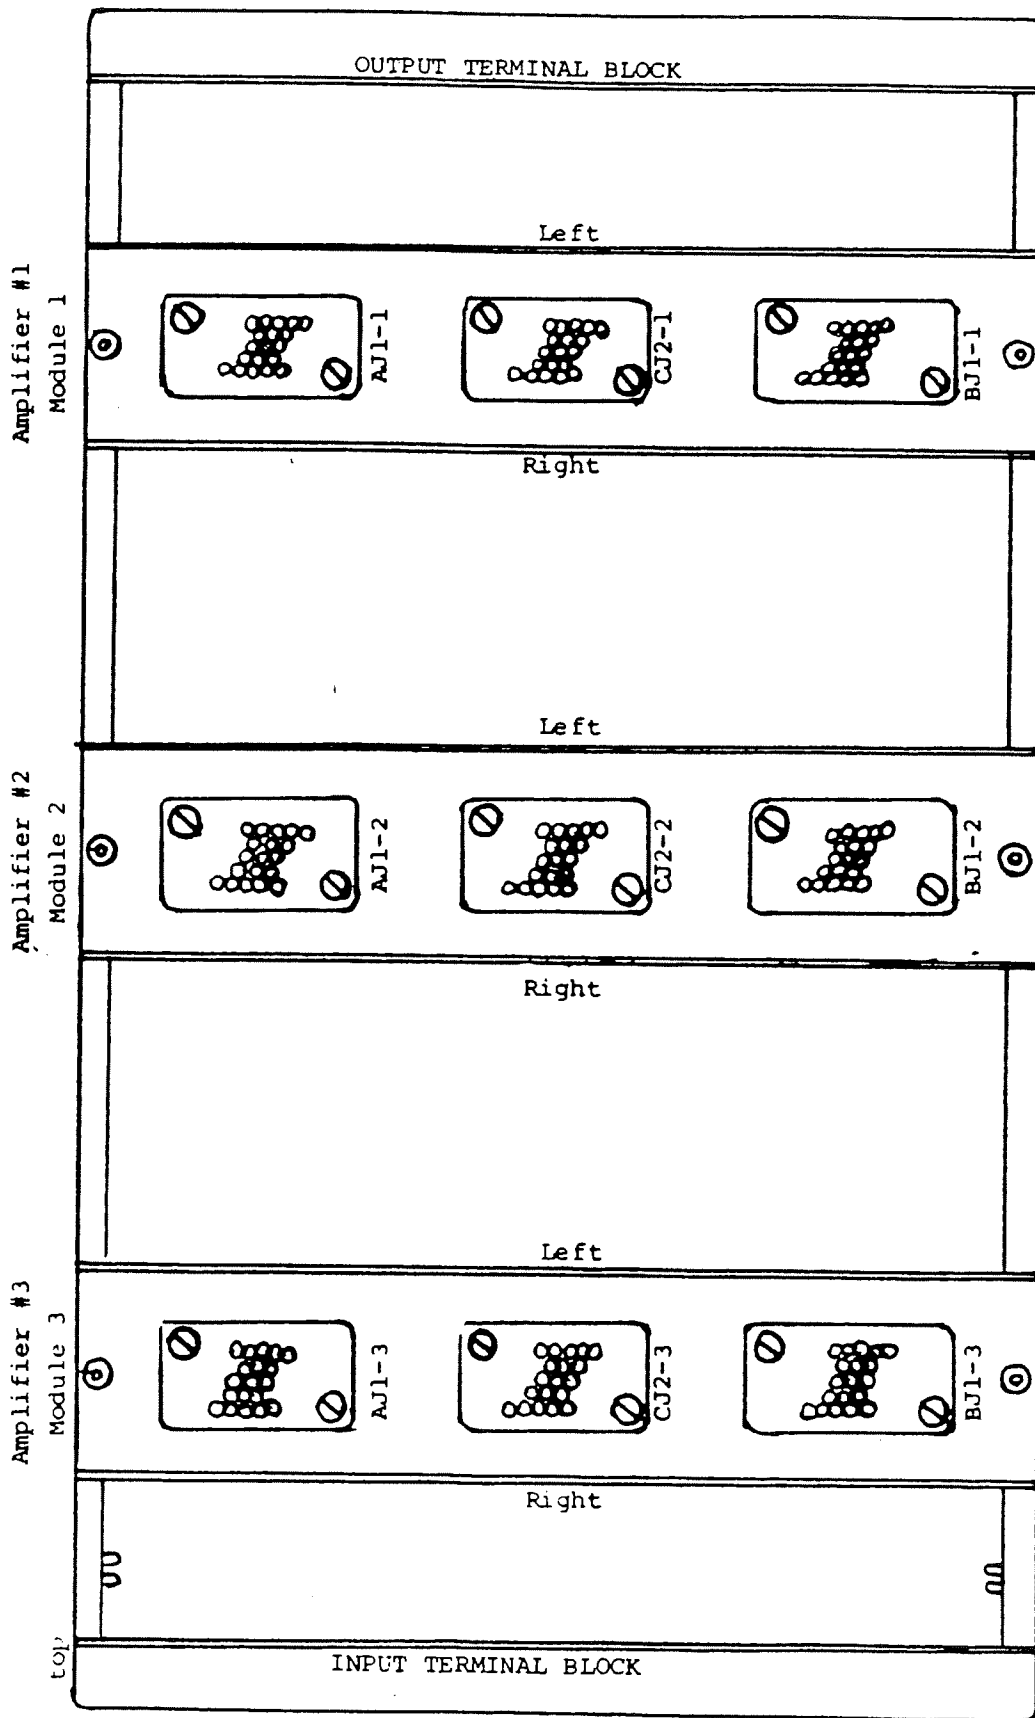 OUTPUT TERMINAL BLOCK
Left
Amplifier #1
Module 1
AJ1-1
CJ2-1
BJ1-1
Right
Left
Amplifier #2
Module 2
AJ1-2
CJ2-2
BJ1-2
Right
Left
Amplifier #3
Module 3
AJ1-3
CJ2-3
BJ1-3
Right
top
INPUT TERMINAL BLOCK